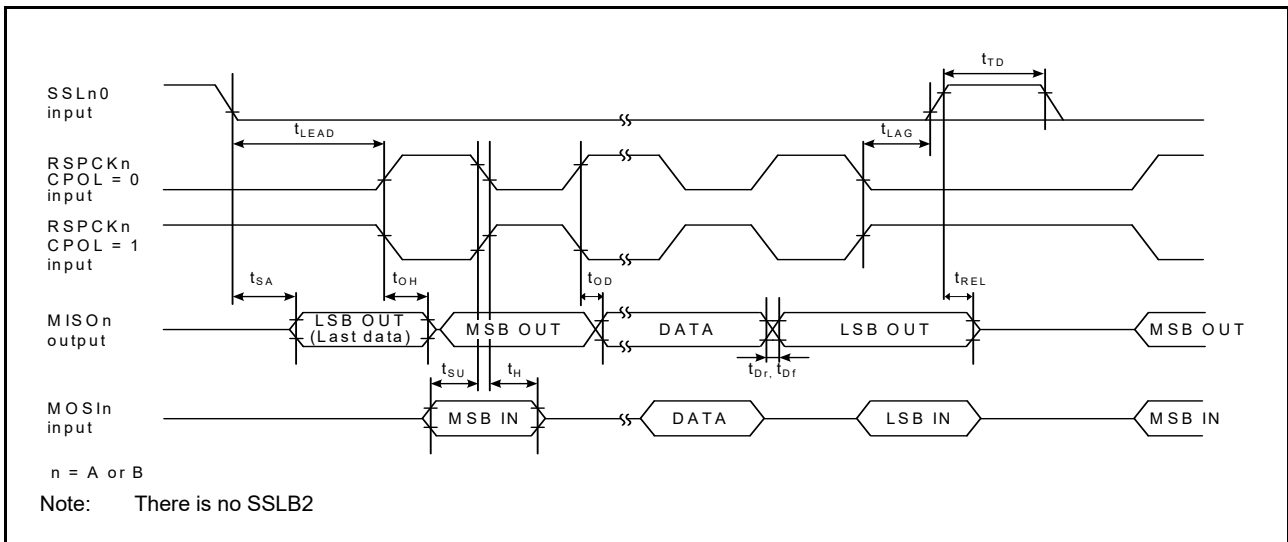 SSLn0
input
tTD
tLEAD
tLAG
RSPCKn
CPOL = 0
input
RSPCKn
CPOL = 1
input
tSA
tOH
tOD
tREL
MISOn
output
LSB OUT
(Last data)
MSB OUT
DATA
LSB OUT
MSB OUT
tSU
tH
tDr, tDf
MOSIn
input
MSB IN
DATA
LSB IN
MSB IN
n = A or B
Note: There is no SSLB2